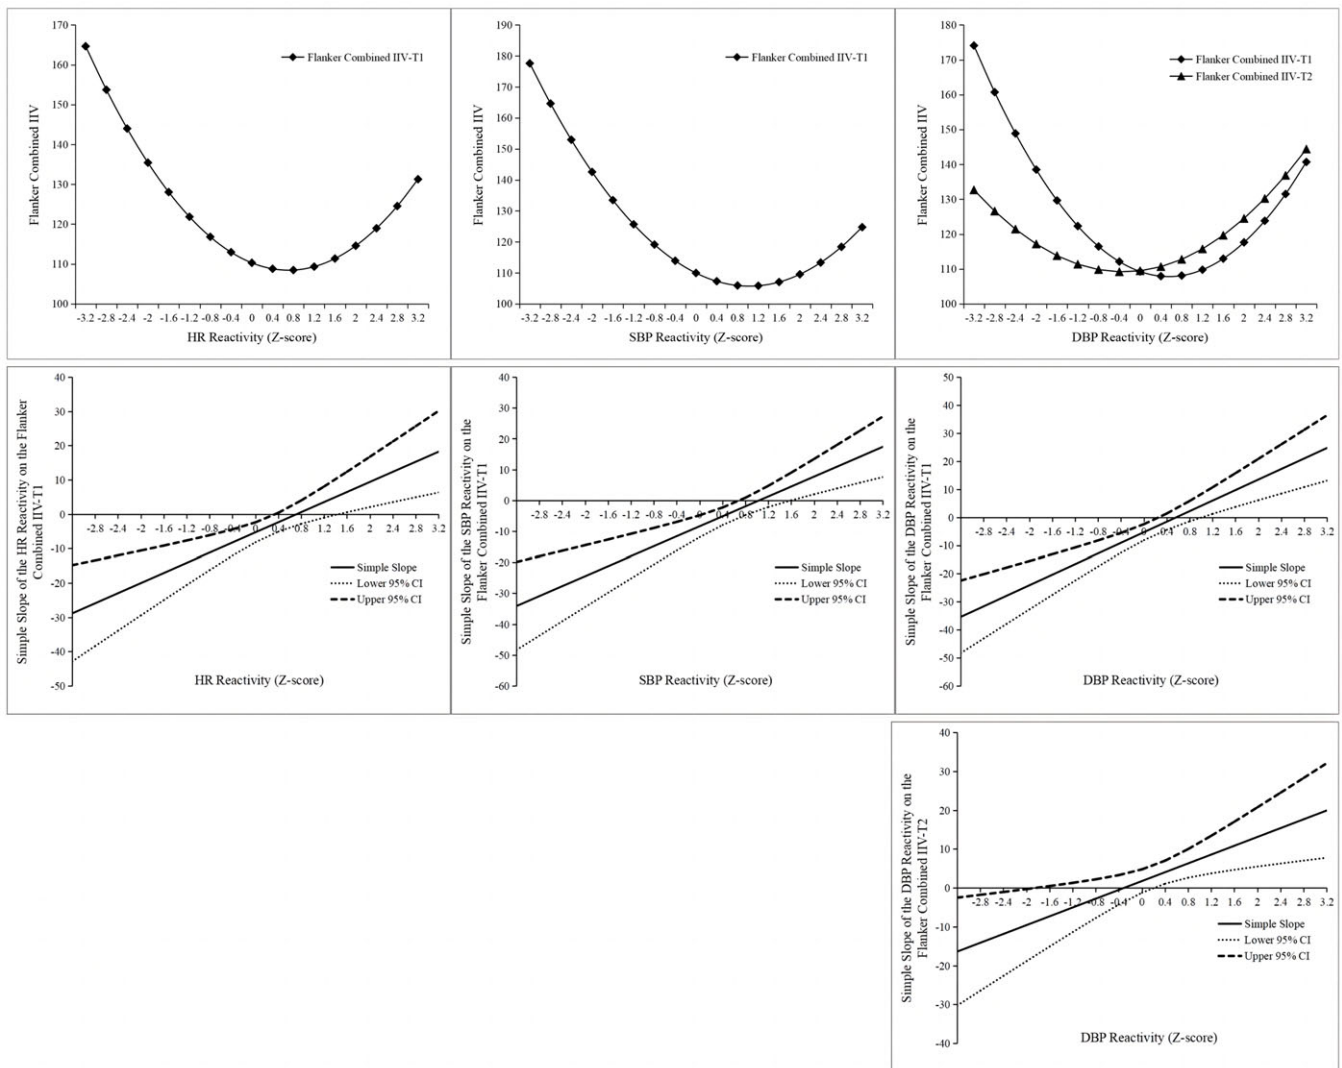 170
160
150
140
130
120
110
100
Flanker Combined IIV
Flanker Combined IIV-T1
-3.2 -2.8 -2.4 -2 -1.6 -1.2 -0.8 -0.4 0 0.4 0.8 1.2 1.6 2 2.4 2.8 3.2
HR Reactivity (Z-score)
190
180
170
160
150
140
130
120
110
100
Flanker Combined IIV
Flanker Combined IIV-T1
-3.2 -2.8 -2.4 -2 -1.6 -1.2 -0.8 -0.4 0 0.4 0.8 1.2 1.6 2 2.4 2.8 3.2
SBP Reactivity (Z-score)
180
170
160
150
140
130
120
110
100
Flanker Combined IIV
Flanker Combined IIV-T1
Flanker Combined IIV-T2
-3.2 -2.8 -2.4 -2 -1.6 -1.2 -0.8 -0.4 0 0.4 0.8 1.2 1.6 2 2.4 2.8 3.2
DBP Reactivity (Z-score)
40
30
20
10
0
-10
-20
-30
-40
-50
Simple Slope of the HR Reactivity on the Flanker
Combined IIV-T1
-2.8 -2.4 -2 -1.6 -1.2 -0.8 -0.4 0 0.4 0.8 1.2 1.6 2 2.4 2.8 3.2
Simple Slope
Lower 95% CI
Upper 95% CI
HR Reactivity (Z-score)
40
30
20
10
0
-10
-20
-30
-40
-50
-60
Simple Slope of the SBP Reactivity on the
Flanker Combined IIV-T1
-2.8 -2.4 -2 -1.6 -1.2 -0.8 -0.4 0 0.4 0.8 1.2 1.6 2 2.4 2.8 3.2
Simple Slope
Lower 95% CI
Upper 95% CI
SBP Reactivity (Z-score)
50
40
30
20
10
0
-10
-20
-30
-40
-50
-60
Simple Slope of the DBP Reactivity on the
Flanker Combined IIV-T1
-2.8 -2.4 -2 -1.6 -1.2 -0.8 -0.4 0 0.4 0.8 1.2 1.6 2 2.4 2.8 3.2
Simple Slope
Lower 95% CI
Upper 95% CI
DBP Reactivity (Z-score)
40
30
20
10
0
-10
-20
-30
-40
Simple Slope of the DBP Reactivity on the
Flanker Combined IIV-T2
-2.8 -2.4 -2 -1.6 -1.2 -0.8 -0.4 0 0.4 0.8 1.2 1.6 2 2.4 2.8 3.2
Simple Slope
Lower 95% CI
Upper 95% CI
DBP Reactivity (Z-score)